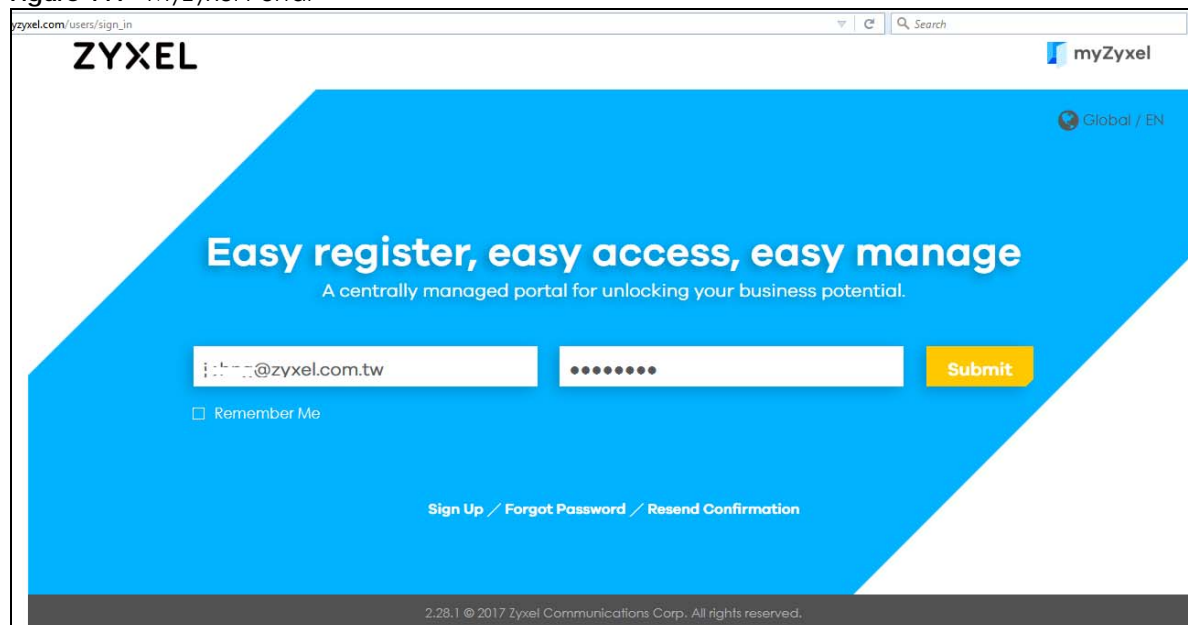 yzyxel.com/users/sign_in Search
ZYXEL myZyxel
Global / EN
Easy register, easy access, easy manage
A centrally managed portal for unlocking your business potential.
@zyxel.com.tw ●●●●●●●● Submit
Remember Me
Sign Up / Forgot Password / Resend Confirmation
2.28.1 © 2017 Zyxel Communications Corp. All rights reserved.